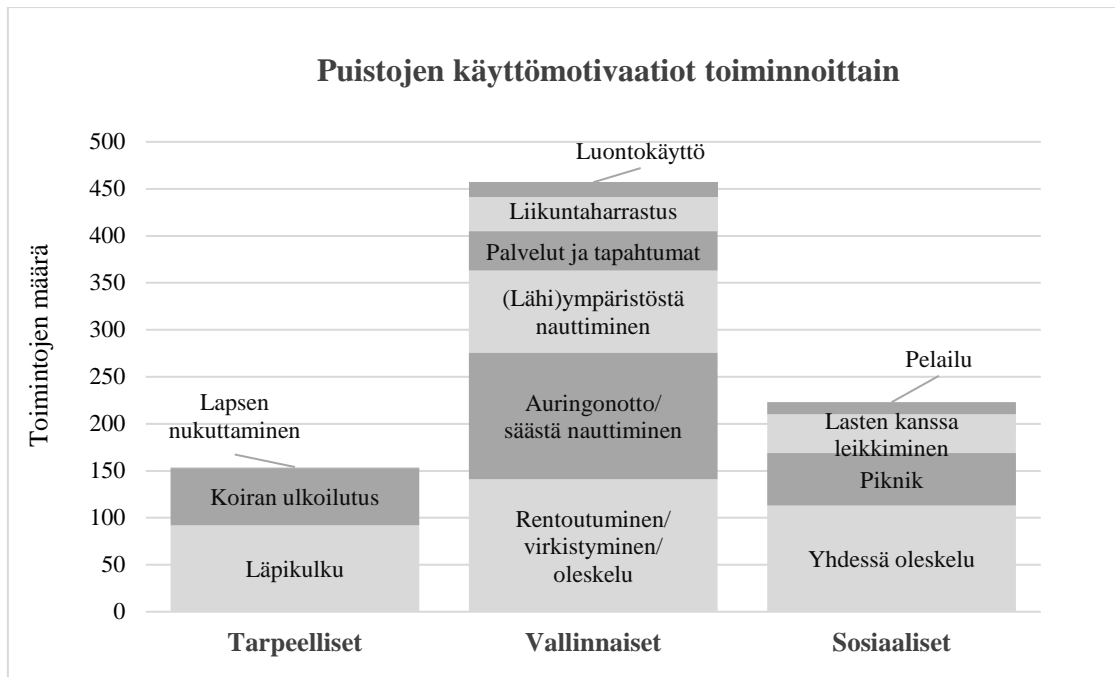 Puistojen käyttömotivaatiot toiminnoittain
Toimintojen määrä
500
450
400
350
300
250
200
150
100
50
0
Lapsen
nukuttaminen
Koiran ulkoilutus
Läpikulku
Luontokäyttö
Liikuntaharrastus
Palvelut ja tapahtumat
(Lähi)ympäristöstä
nauttiminen
Auringonotto/
säästä nauttiminen
Rentoutuminen/
virkistyminen/
oleskelu
Pelailu
Lasten kanssa
leikkiminen
Piknik
Yhdessä oleskelu
Tarpeelliset
Vallinnaiset
Sosiaaliset